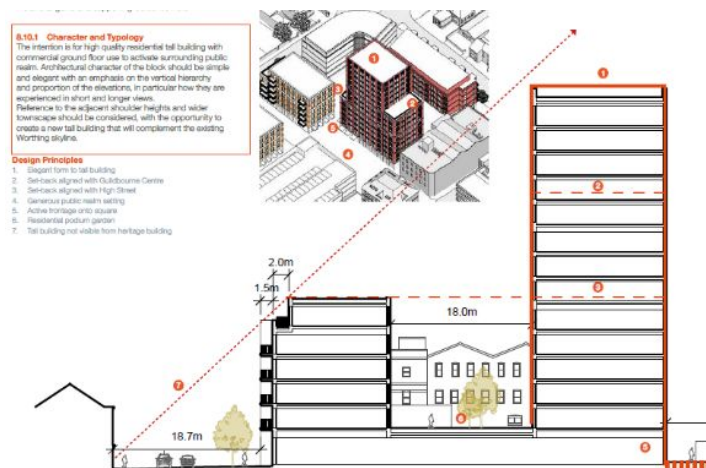 8.10.1 Character and Typology
The intention is for high quality residential tall building with
commercial ground floor use to activate surrounding public
realm. Architectural character of the block should be simple
and elegant with an emphasis on the vertical hierarchy
and proportion of the elevations, in particular how they are
experienced in short and longer views.
Reference to the adjacent shoulder heights and wider
townscape should be considered, with the opportunity to
create a new tall building that will complement the existing
Worthing skyline.
Design Principles
1. Elegant form to tall building
2. Set-back aligned with Guildbourne Centre
3. Set-back aligned with High Street
4. Generous public realm setting
5. Active frontage onto square
6. Residential podium garden
7. Tall building not visible from heritage building
1
2
3
5
4
1
2
3
2.0m
1.5m
18.0m
7
6
18.7m
5